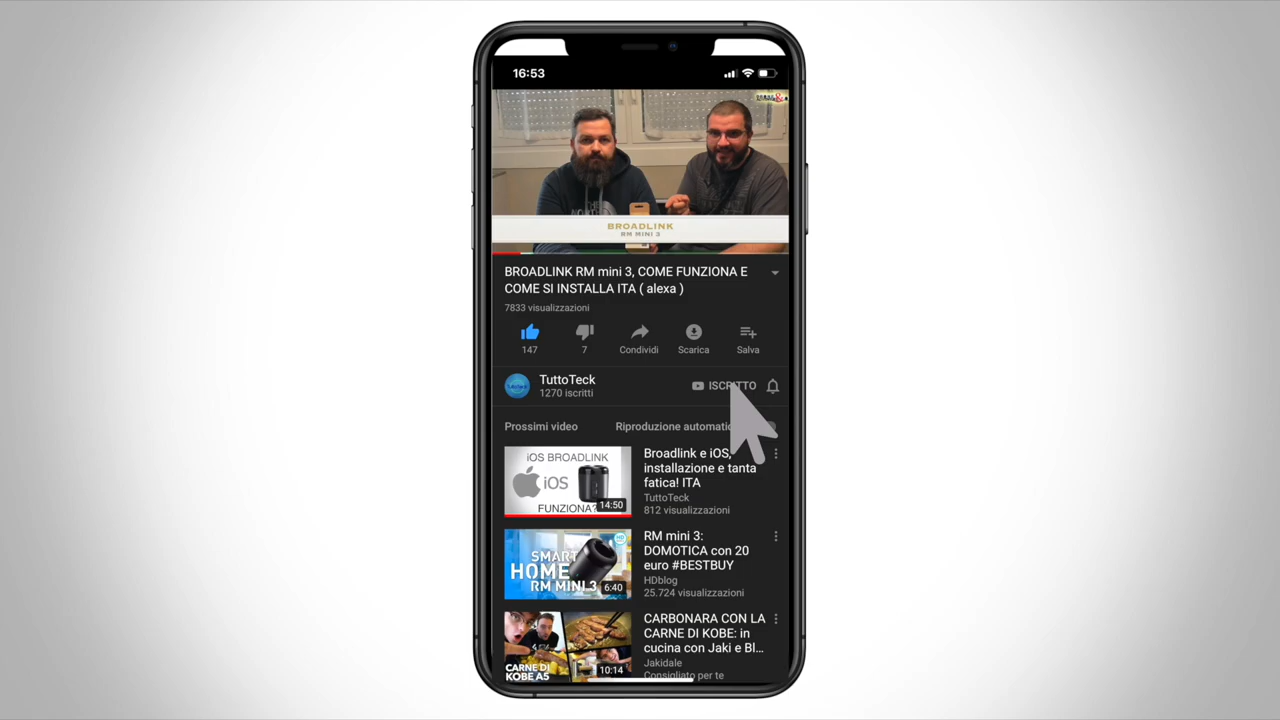 16:53
BROADLINK
RM MINI 3
BROADLINK RM mini 3, COME FUNZIONA E
COME SI INSTALLA ITA ( alexa )
7833 visualizzazioni
147
7
Condividi
Scarica
Salva
TuttoTeck
1270 iscritti
ISCRITTO
Prossimi video
Riproduzione automatic
iOS BROADLINK
iOS
FUNZIONA?
14:50
Broadlink e iOS,
installazione e tanta
fatica! ITA
TuttoTeck
812 visualizzazioni
SMART
HOME
RM MINI 3
HD
6:40
RM mini 3:
DOMOTICA con 20
euro #BESTBUY
HDblog
25.724 visualizzazioni
CARNE DI
KOBE A5
10:14
CARBONARA CON LA
CARNE DI KOBE: in
cucina con Jaki e Bl...
Jakidale
Consigliato per te